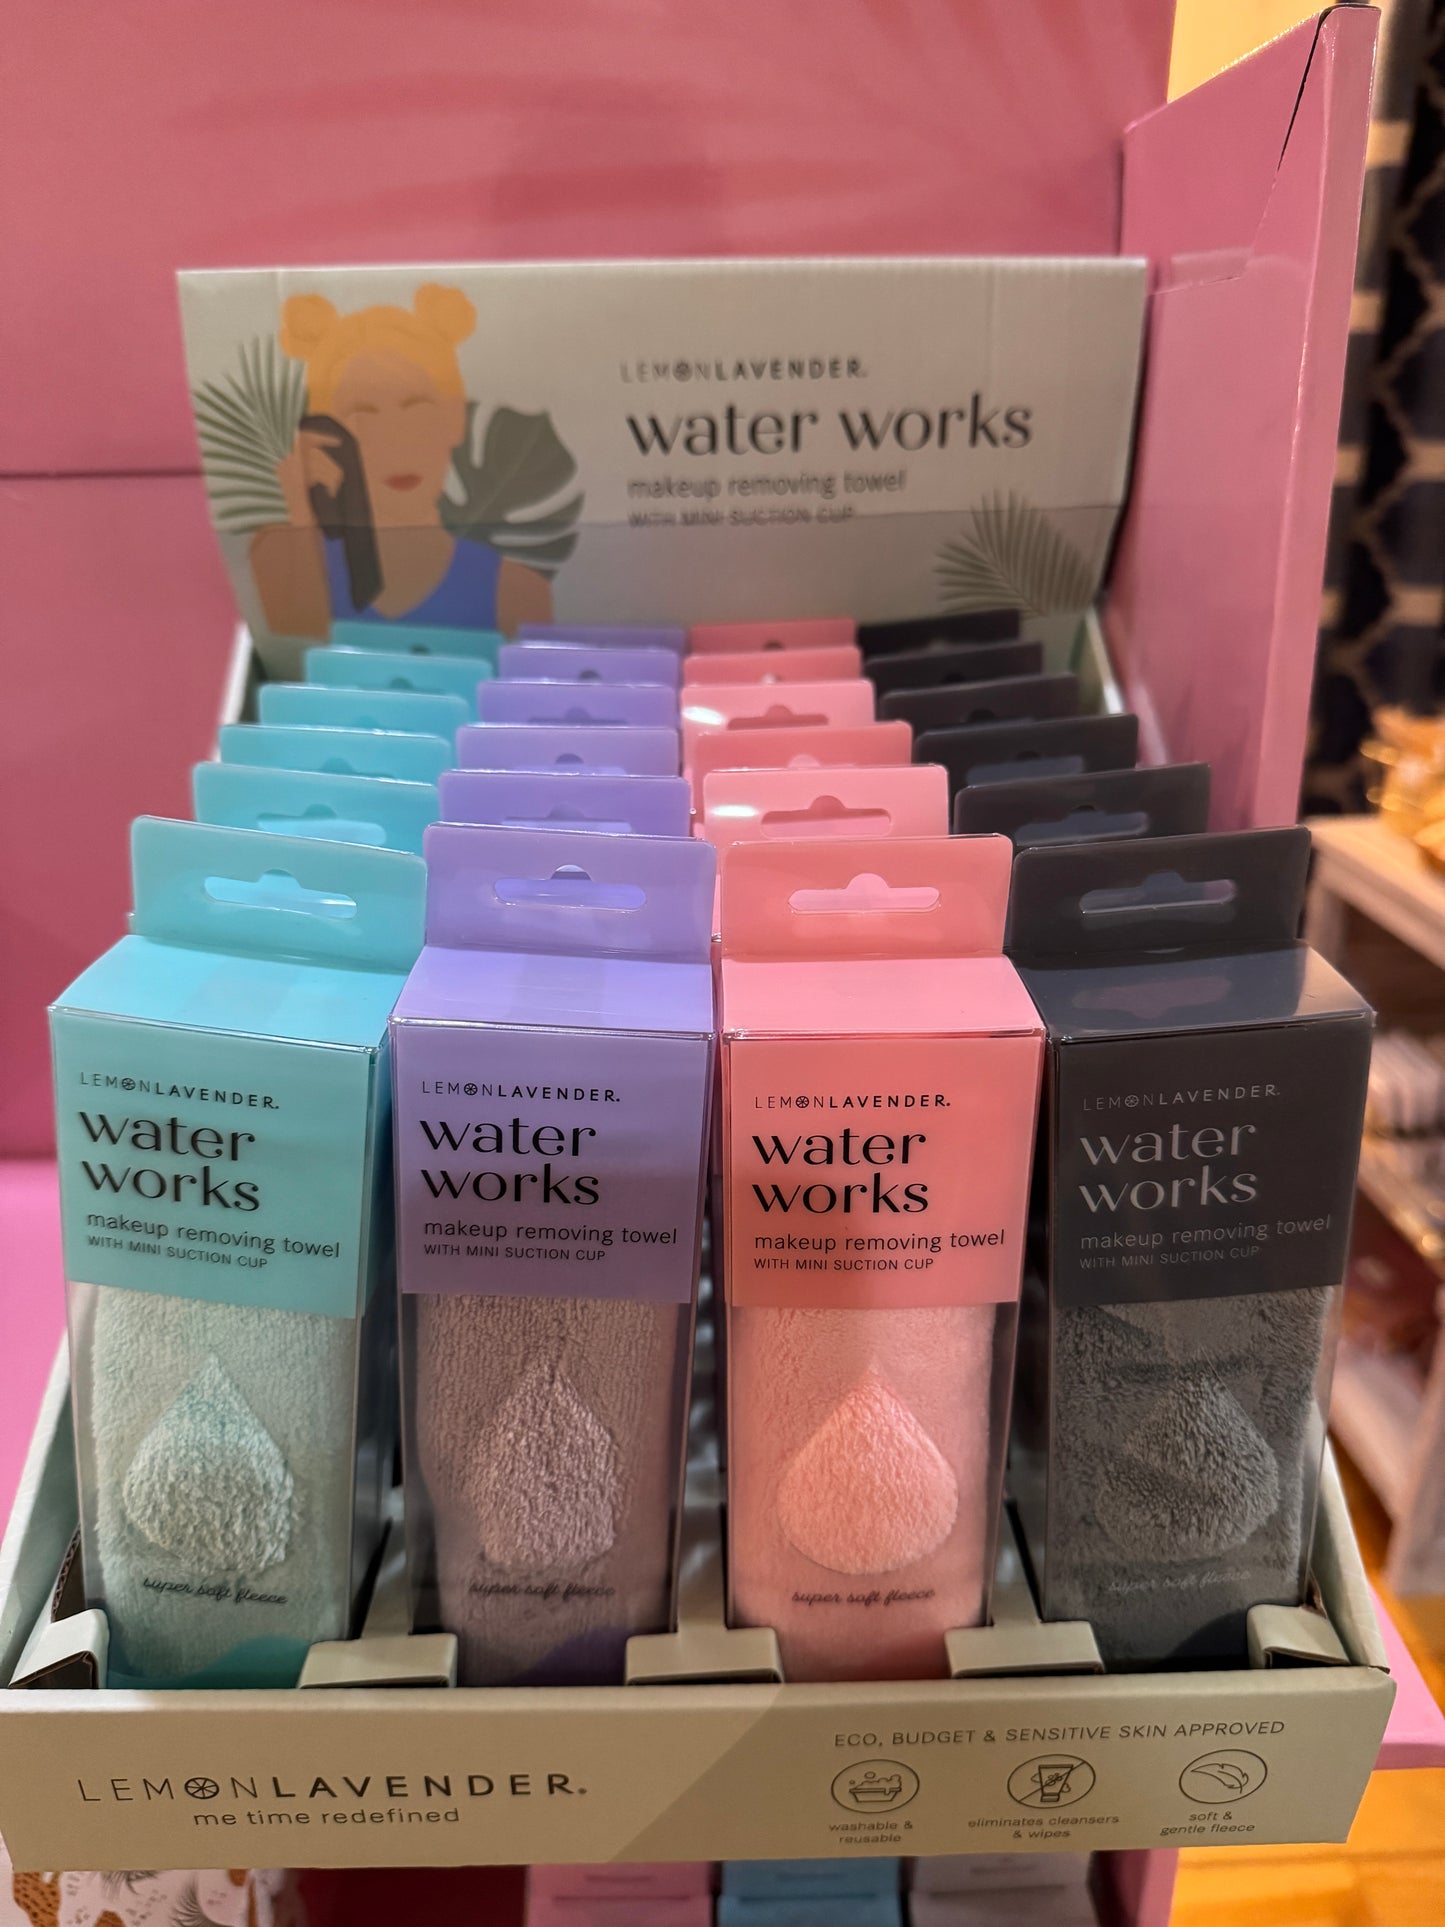 LEMONLAVENDER.
water works
makeup removing towel
WITH MINI SUCTION CUP
LEMONLAVENDER.
water
works
makeup removing towel
WITH MINI SUCTION CUP
super soft fleece
LEMONLAVENDER.
water
works
makeup removing towel
WITH MINI SUCTION CUP
super soft fleece
LEMONLAVENDER.
water
works
makeup removing towel
WITH MINI SUCTION CUP
super soft fleece
LEMONLAVENDER.
water
works
makeup removing towel
WITH MINI SUCTION CUP
super soft fleece
LEMONLAVENDER.
me time redefined
ECO, BUDGET & SENSITIVE SKIN APPROVED
washable &
reusable
eliminates cleansers
& wipes
soft &
gentle fleece